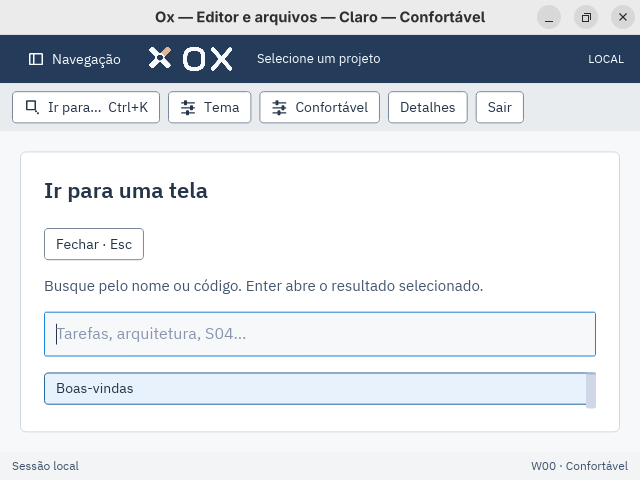 Ox — Editor e arquivos — Claro — Confortável
Navegação
OX
Selecione um projeto
LOCAL
Ir para... Ctrl+K
Tema
Confortável
Detalhes
Sair
Ir para uma tela
Fechar · Esc
Busque pelo nome ou código. Enter abre o resultado selecionado.
Tarefas, arquitetura, S04...
Boas-vindas
Sessão local
W00 · Confortável